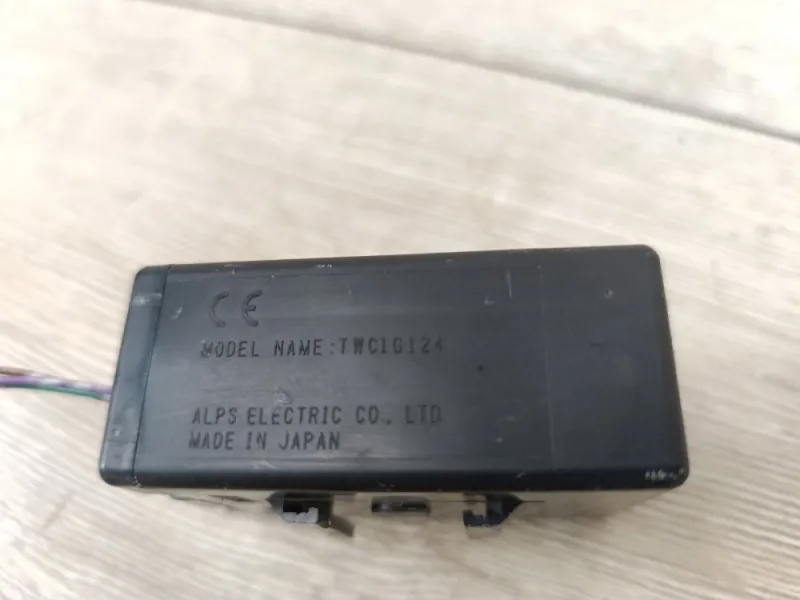 CE
MODEL NAME:TWC1G124
ALPS ELECTRIC CO., LTD
MADE IN JAPAN